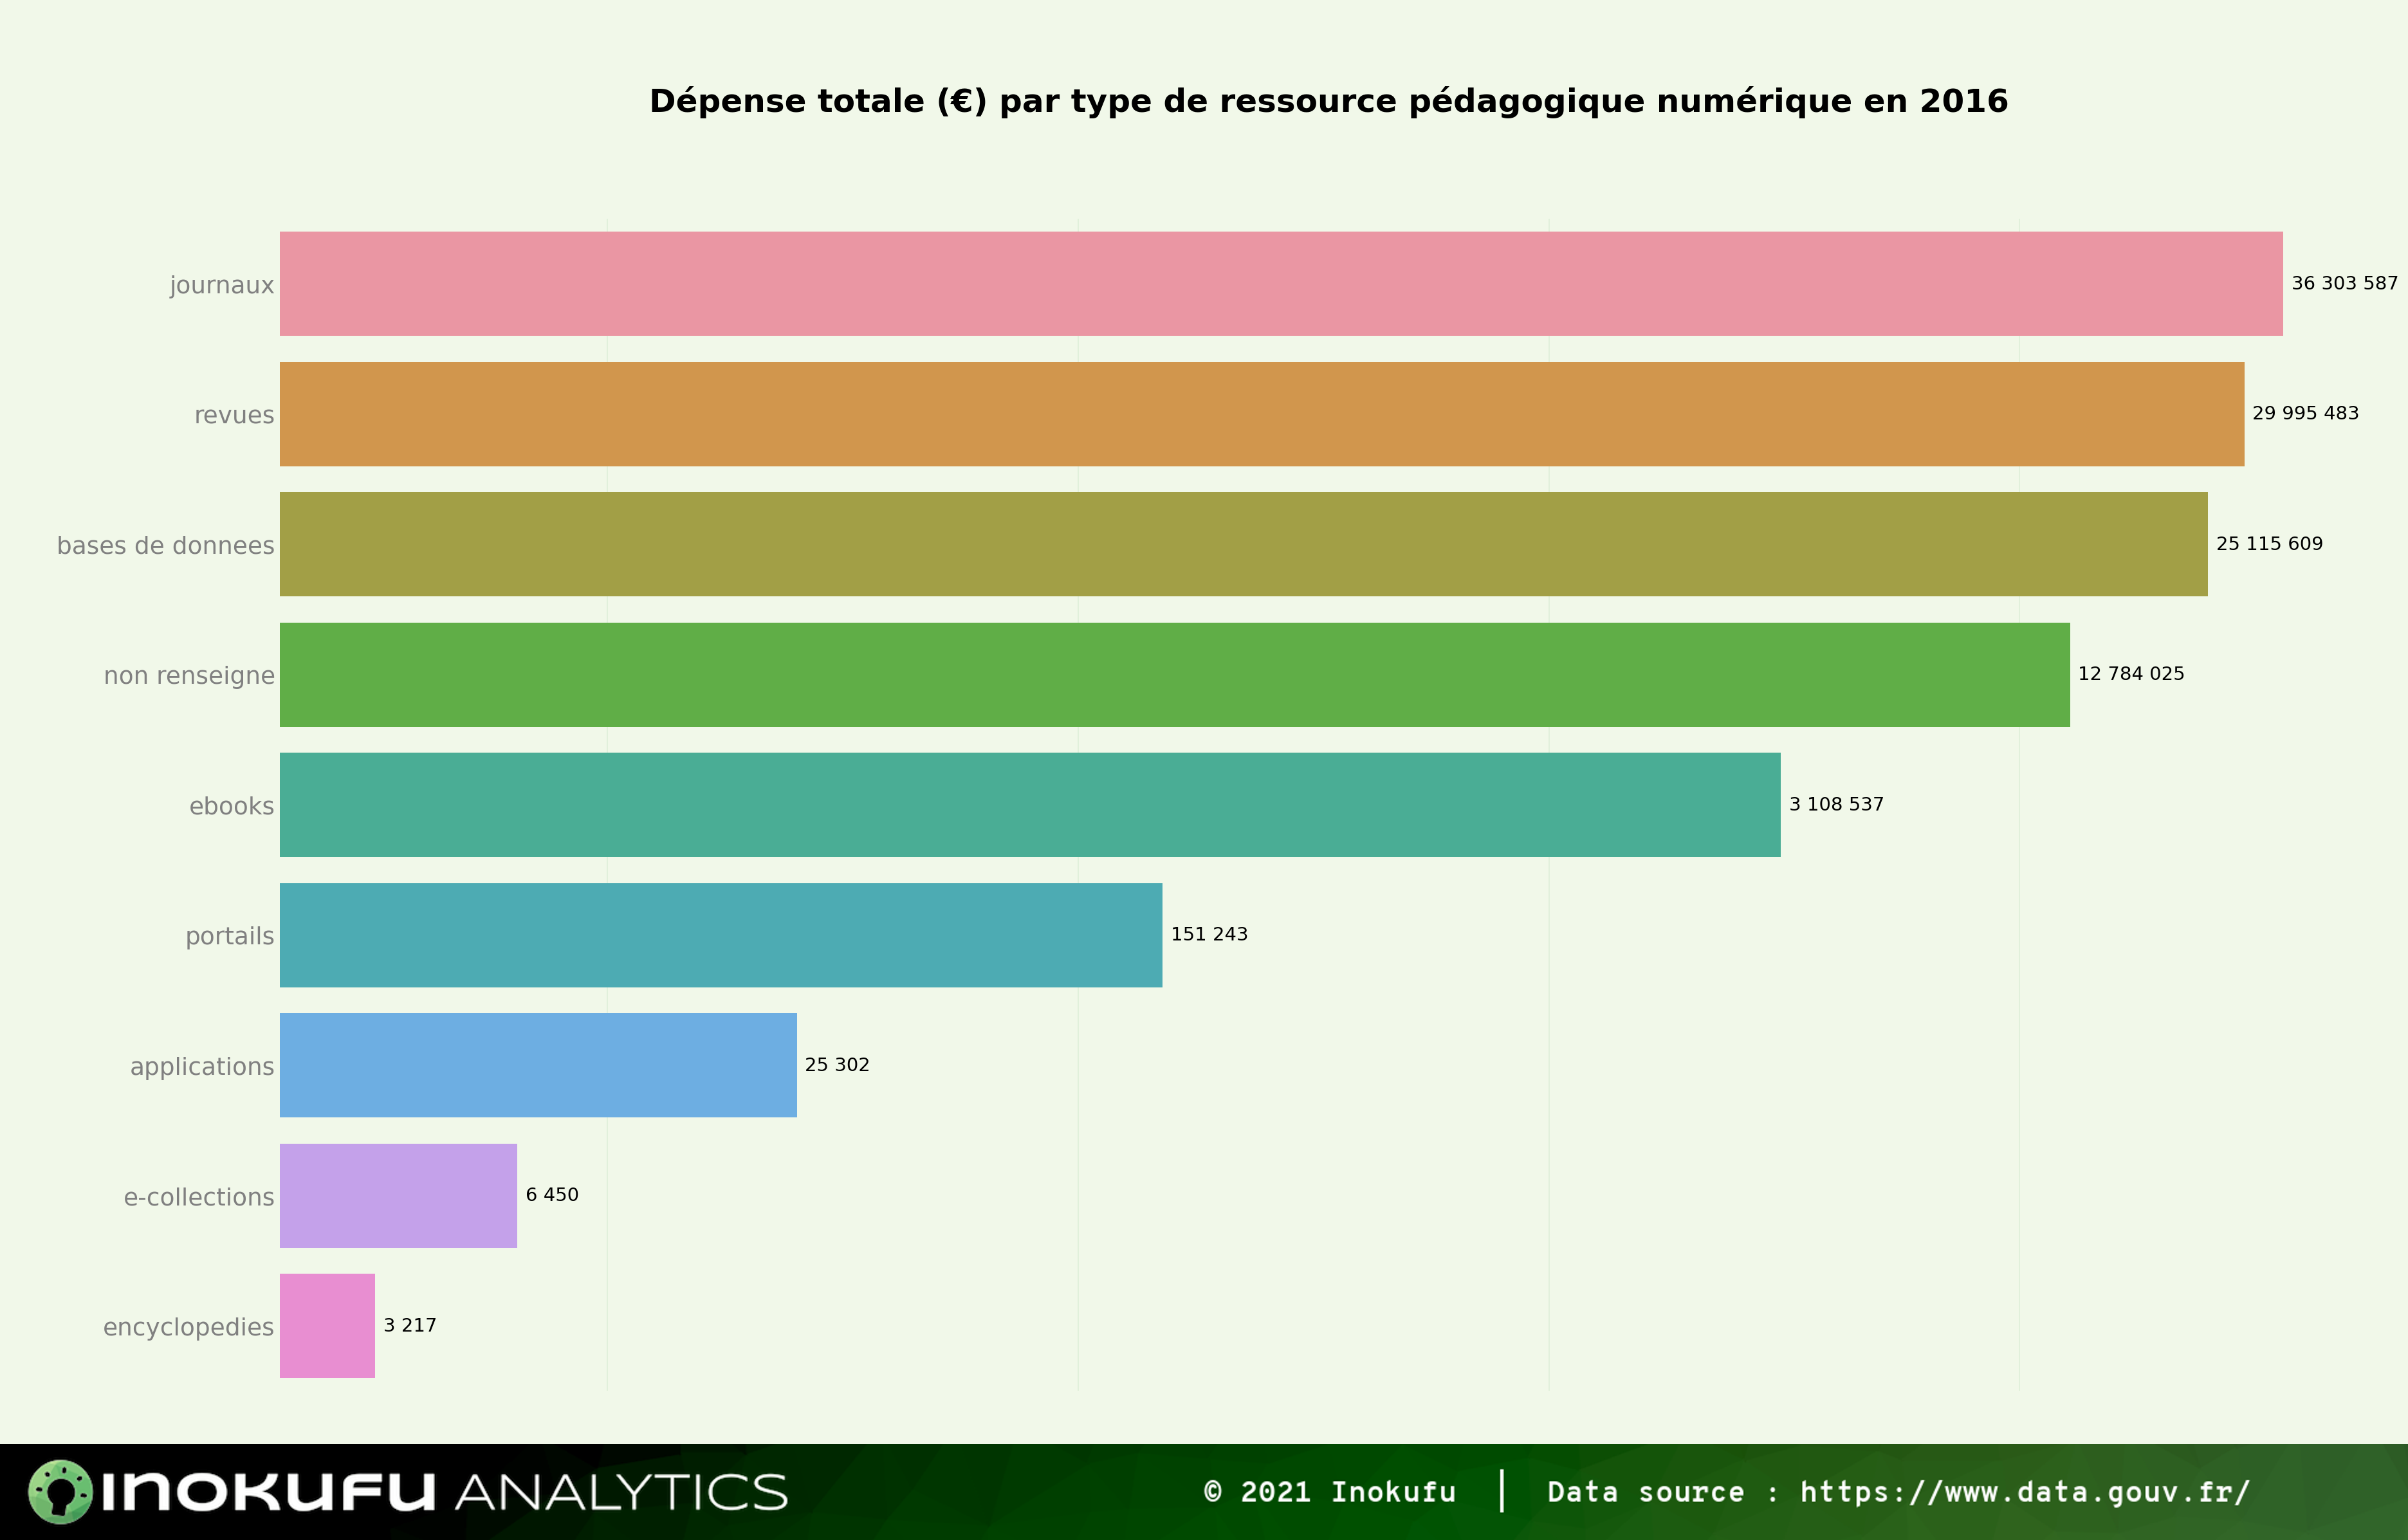 Dépense totale (€) par type de ressource pédagogique numérique en 2016
journaux 36 303 587
revues 29 995 483
bases de donnees 25 115 609
non renseigne 12 784 025
ebooks 3 108 537
portails 151 243
applications 25 302
e-collections 6 450
encyclopedies 3 217
INOKUFU ANALYTICS © 2021 Inokufu | Data source : https://www.data.gouv.fr/